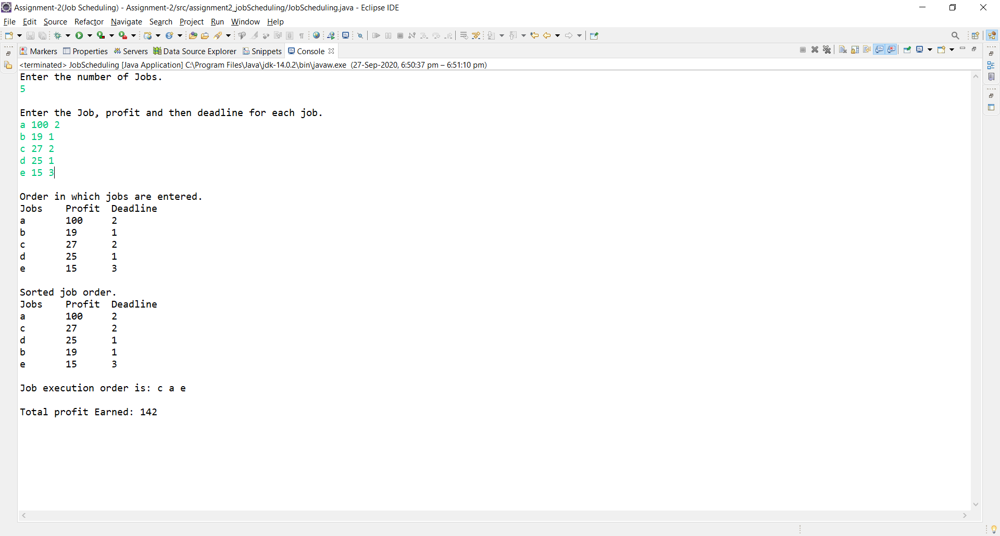 Assignment-2(Job Scheduling) - Assignment-2/src/assignment2_jobScheduling/JobScheduling.java - Eclipse IDE
File Edit Source Refactor Navigate Search Project Run Window Help
Markers Properties Servers Data Source Explorer Snippets Console
<terminated> JobScheduling [Java Application] C:\Program Files\Java\jdk-14.0.2\bin\javaw.exe (27-Sep-2020, 6:50:37 pm – 6:51:10 pm)
Enter the number of Jobs.
5
Enter the Job, profit and then deadline for each job.
a 100 2
b 19 1
c 27 2
d 25 1
e 15 3
Order in which jobs are entered.
Jobs Profit Deadline
a 100 2
b 19 1
c 27 2
d 25 1
e 15 3
Sorted job order.
Jobs Profit Deadline
a 100 2
c 27 2
d 25 1
b 19 1
e 15 3
Job execution order is: c a e
Total profit Earned: 142